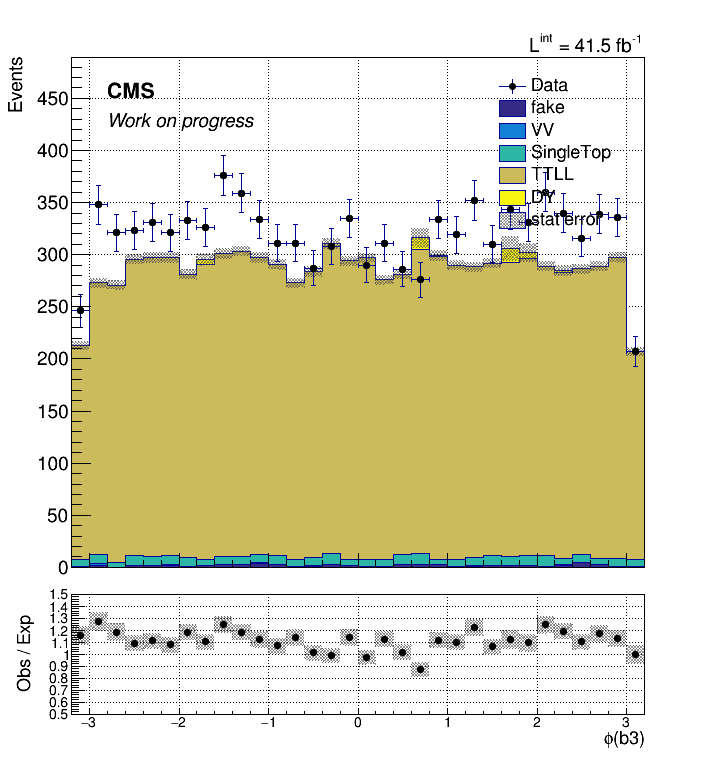 L^int = 41.5 fb^-1
Events
CMS
Work on progress
Data
fake
VV
SingleTop
TTLL
DY
stat error
450
400
350
300
250
200
150
100
50
0
Obs / Exp
1.5
1.4
1.3
1.2
1.1
1
0.9
0.8
0.7
0.6
0.5
−3 −2 −1 0 1 2 3
ϕ(b3)